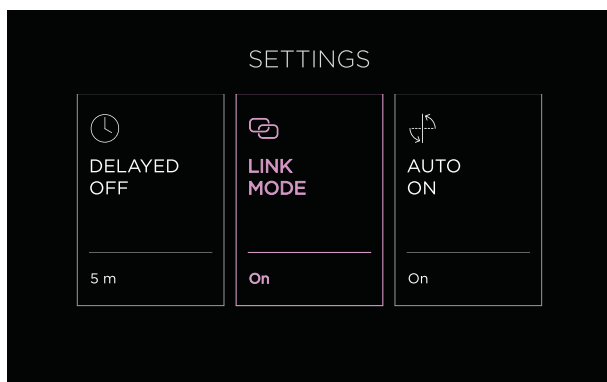 SETTINGS
DELAYED
OFF
5 m
LINK
MODE
On
AUTO
ON
On